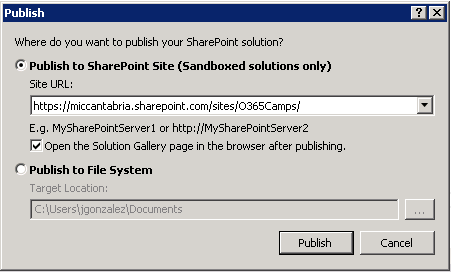 Publish
Where do you want to publish your SharePoint solution?
Publish to SharePoint Site (Sandboxed solutions only)
Site URL:
https://miccantabria.sharepoint.com/sites/O365Camps/
E.g. MySharePointServer1 or http://MySharePointServer2
Open the Solution Gallery page in the browser after publishing.
Publish to File System
Target Location:
C:\Users\jgonzalez\Documents
...
Publish Cancel